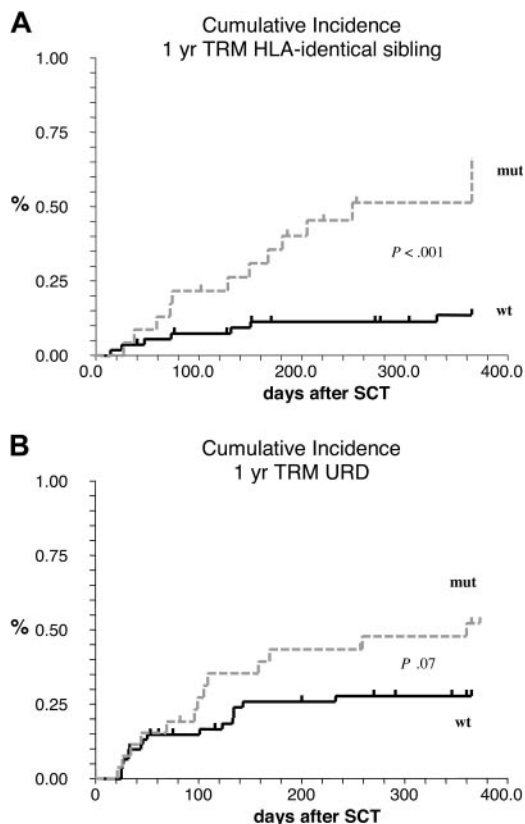 A
Cumulative Incidence
1 yr TRM HLA-identical sibling
1.00
0.75
%
0.50
0.25
0.00
mut
P < .001
wt
0.0 100.0 200.0 300.0 400.0
days after SCT
B
Cumulative Incidence
1 yr TRM URD
1.00
0.75
%
0.50
0.25
0.00
mut
P .07
wt
0 100 200 300 400
days after SCT